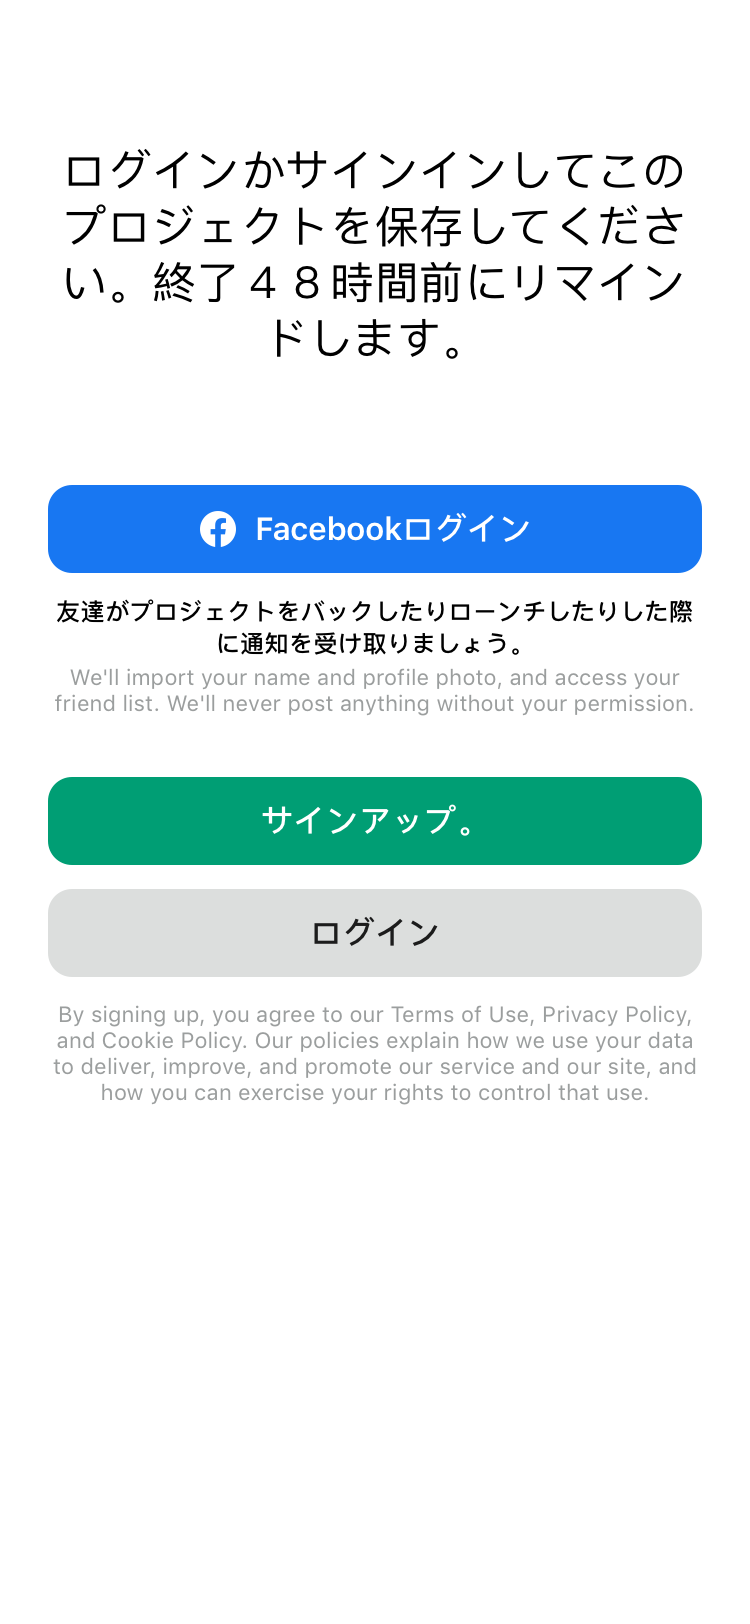 ログインかサインインしてこの
プロジェクトを保存してくださ
い。終了４８時間前にリマイン
ドします。
Facebookログイン
友達がプロジェクトをバックしたりローンチしたりした際
に通知を受け取りましょう。
We'll import your name and profile photo, and access your
friend list. We'll never post anything without your permission.
サインアップ。
ログイン
By signing up, you agree to our Terms of Use, Privacy Policy,
and Cookie Policy. Our policies explain how we use your data
to deliver, improve, and promote our service and our site, and
how you can exercise your rights to control that use.